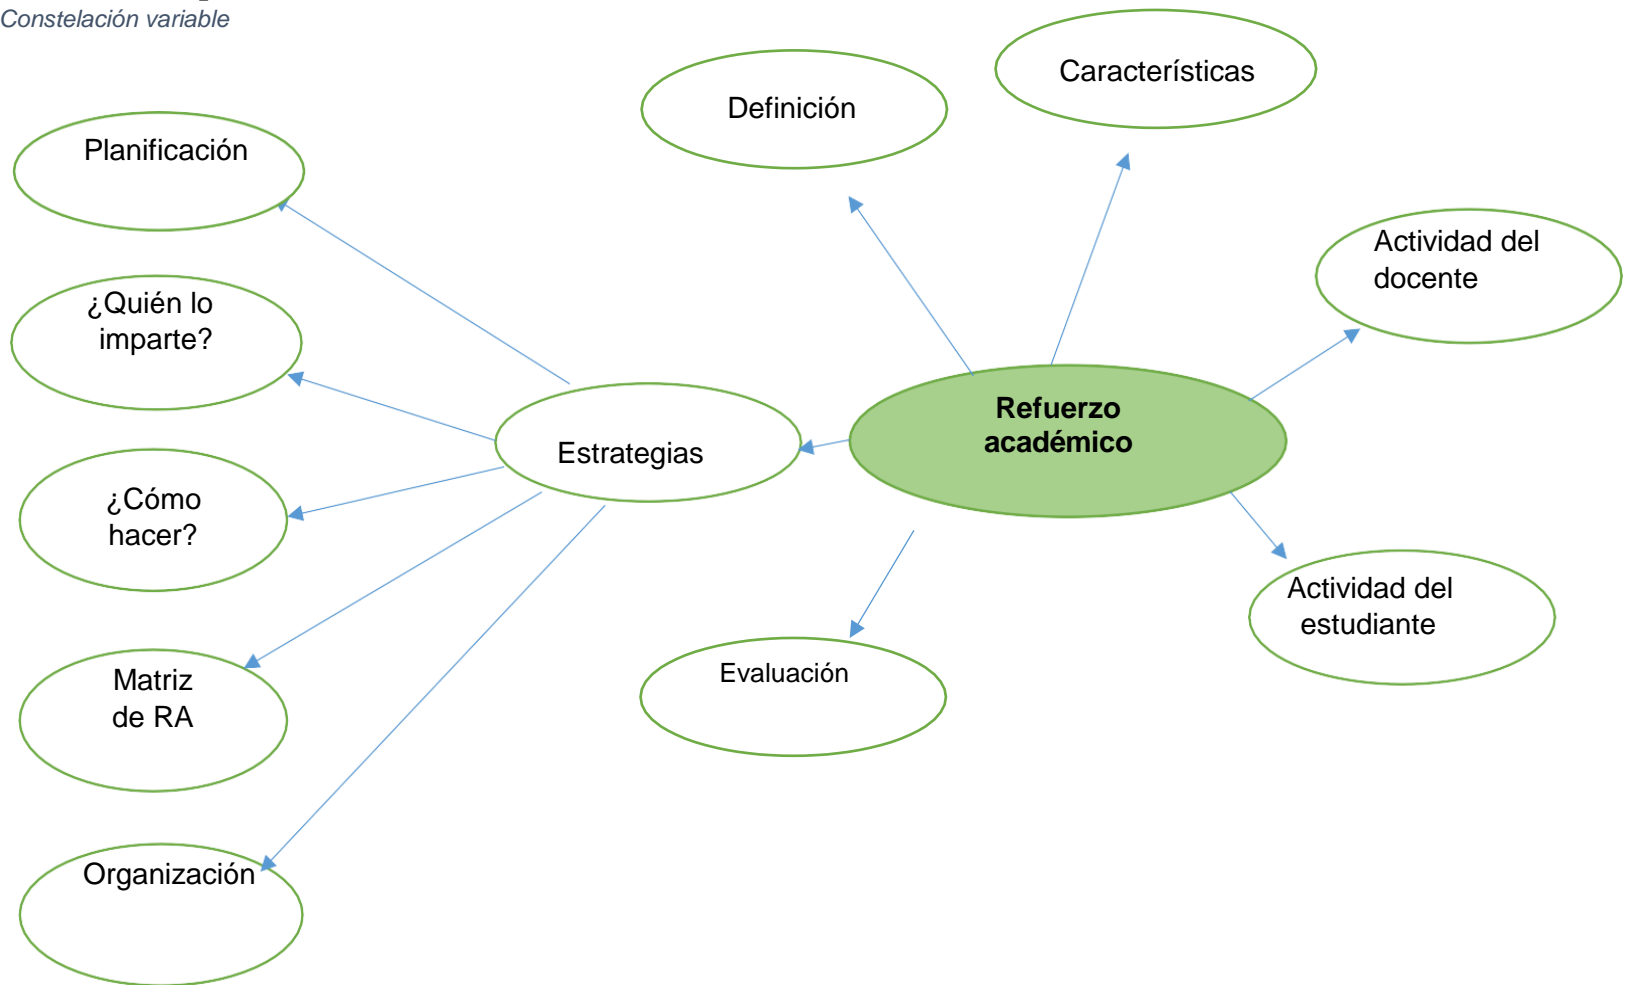 Constelación variable
Características
Definición
Planificación
Actividad del
docente
¿Quién lo
imparte?
Refuerzo
académico
Estrategias
¿Cómo
hacer?
Actividad del
estudiante
Evaluación
Matriz
de RA
Organización